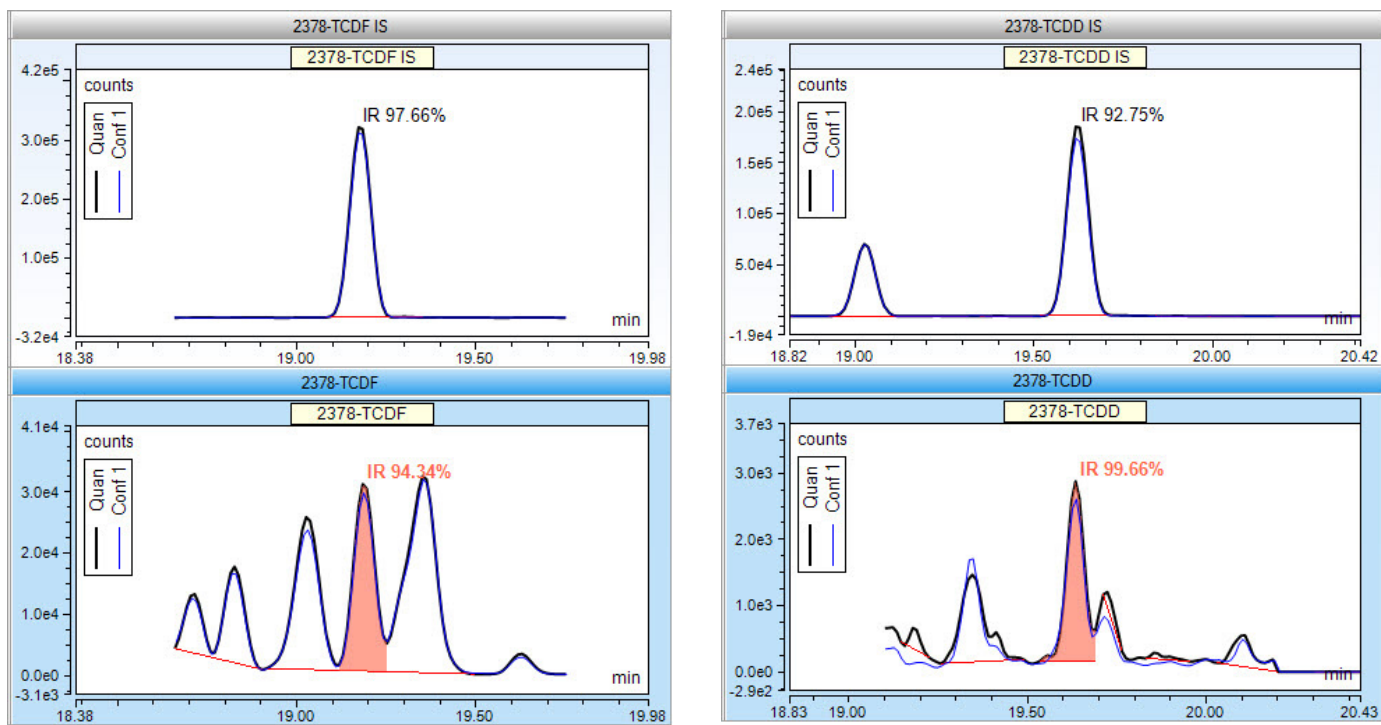 2378-TCDF IS
2378-TCDF IS
4.2e5
counts
Quan
Conf 1
IR 97.66%
3.0e5
2.0e5
1.0e5
min
-3.2e4
18.38 19.00 19.50 19.98
2378-TCDD IS
2378-TCDD IS
2.4e5
counts
Quan
Conf 1
IR 92.75%
2.0e5
1.5e5
1.0e5
5.0e4
min
-1.9e4
18.82 19.00 19.50 20.00 20.42
2378-TCDF
2378-TCDF
4.1e4
counts
Quan
Conf 1
IR 94.34%
3.0e4
2.0e4
1.0e4
0.0e0
min
-3.1e3
18.38 19.00 19.50 19.98
2378-TCDD
2378-TCDD
3.7e3
counts
Quan
Conf 1
IR 99.66%
3.0e3
2.0e3
1.0e3
0.0e0
min
-2.9e2
18.83 19.00 19.50 20.00 20.43